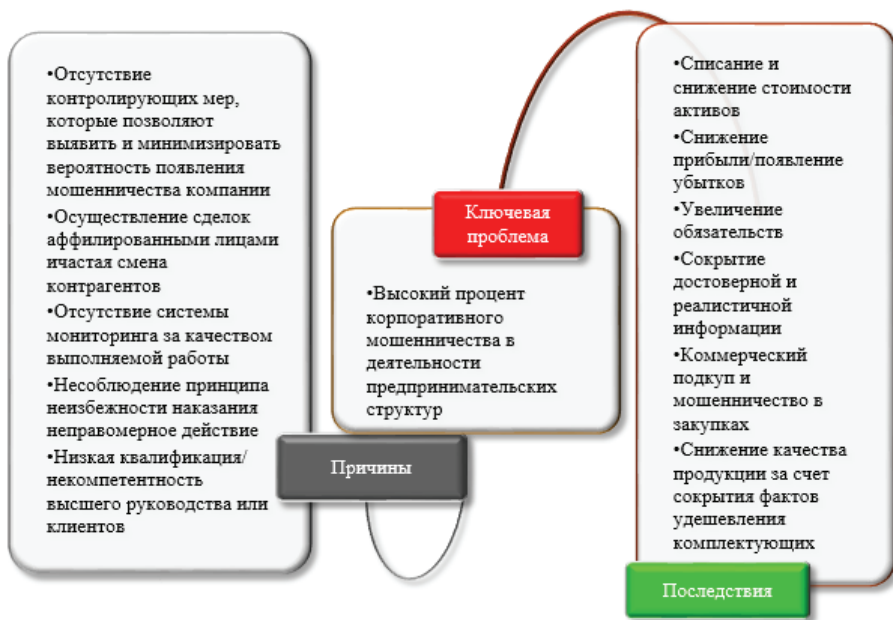 •Отсутствие
контролирующих мер,
которые позволяют
выявить и минимизировать
вероятность появления
мошенничества компании
•Осуществление сделок
аффилированными лицами
ичастая смена
контрагентов
•Отсутствие системы
мониторинга за качеством
выполняемой работы
•Несоблюдение принципа
неизбежности наказания
неправомерное действие
•Низкая квалификация/
некомпетентность
высшего руководства или
клиентов
Причины
Ключевая
проблема
•Высокий процент
корпоративного
мошенничества в
деятельности
предпринимательских
структур
•Списание и
снижение стоимости
активов
•Снижение
прибыли/появление
убытков
•Увеличение
обязательств
•Сокрытие
достоверной и
реалистичной
информации
•Коммерческий
подкуп и
мошенничество в
закупках
•Снижение качества
продукции за счет
сокрытия фактов
удешевления
комплектующих
Последствия